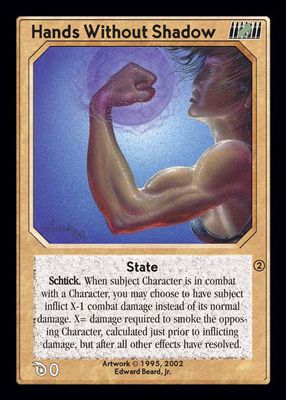 Hands Without Shadow
State
②
Schtick. When subject Character is in combat
with a Character, you may choose to have subject
inflict X-1 combat damage instead of its normal
damage. X= damage required to smoke the oppos-
ing Character, calculated just prior to inflicting
damage, but after all other effects have resolved.
0
Artwork © 1995, 2002
Edward Beard, Jr.